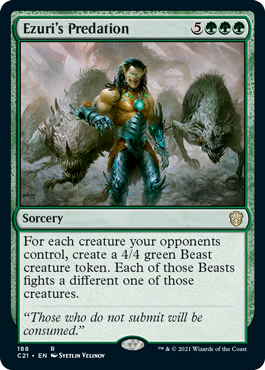 Ezuri's Predation 5
Sorcery
For each creature your opponents
control, create a 4/4 green Beast
creature token. Each of those Beasts
fights a different one of those
creatures.
“Those who do not submit will be
consumed.”
188 R
C21 • EN Svetlin Velinov ™ & © 2021 Wizards of the Coast